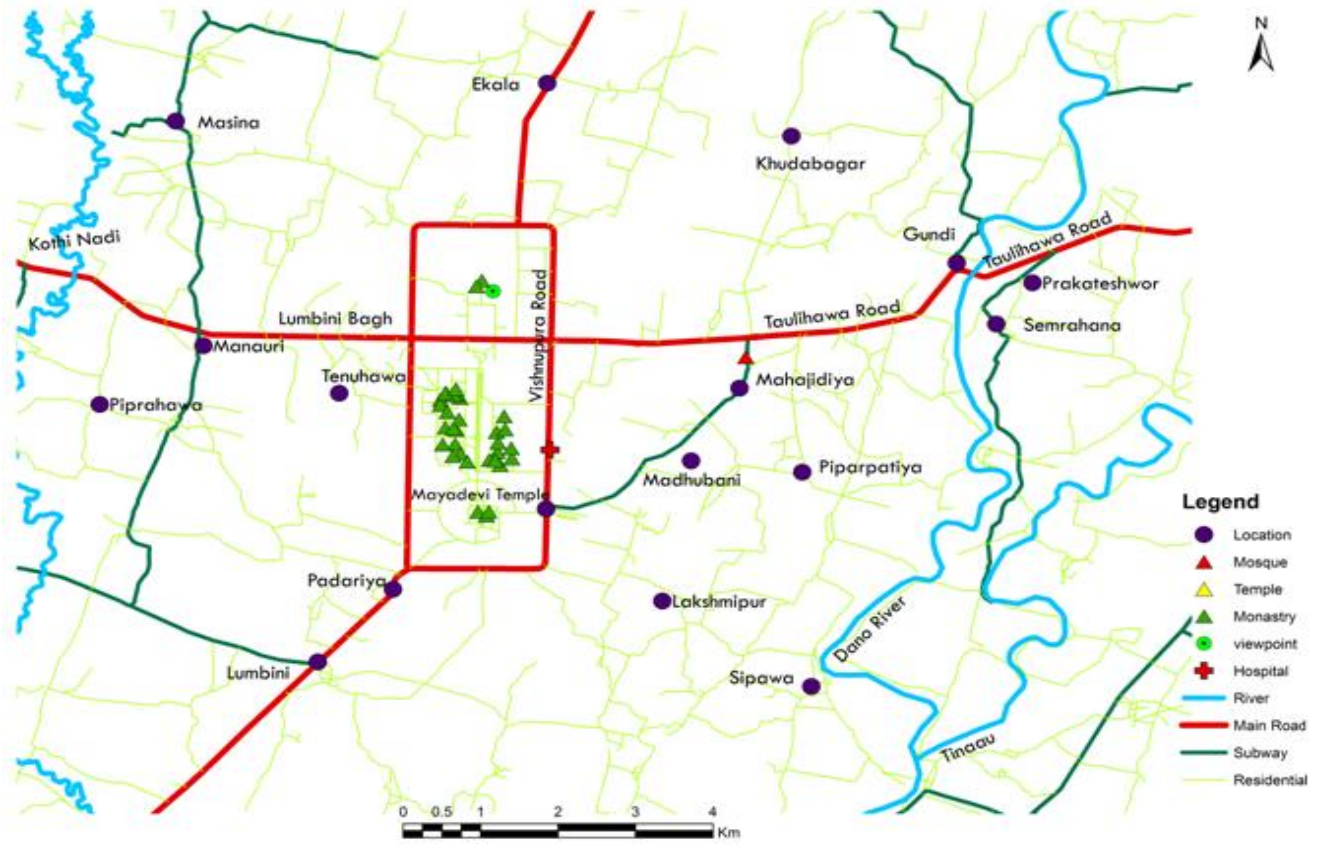 N
Ekala
Masina
Khudabagar
Kothi Nadi
Gundi
Taulihawa Road
Prakateshwor
Vishnupura Road
Lumbini Bagh
Taulihawa Road
Semrahana
Manauri
Tenuhawa
Mahajidiya
Piprahawa
Madhubani
Piparpatiya
Mayadevi Temple
Padariya
Lakshmipur
Dano River
Lumbini
Sipawa
Tinaau
Legend
Location
Mosque
Temple
Monastry
viewpoint
Hospital
River
Main Road
Subway
Residential
0 0.5 1 2 3 4
Km